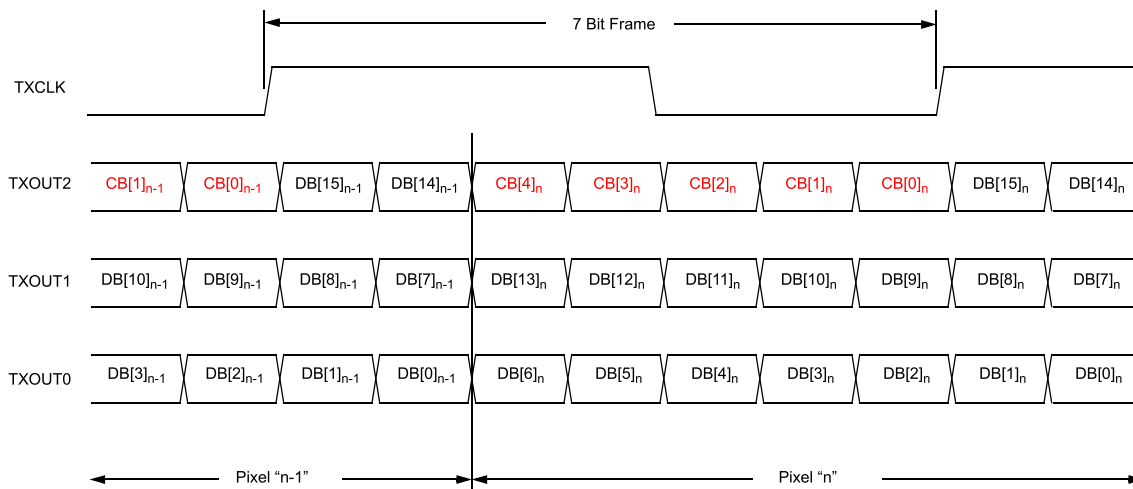 7 Bit Frame
TXCLK
TXOUT2 CB[1]n-1 CB[0]n-1 DB[15]n-1 DB[14]n-1 CB[4]n CB[3]n CB[2]n CB[1]n CB[0]n DB[15]n DB[14]n
TXOUT1 DB[10]n-1 DB[9]n-1 DB[8]n-1 DB[7]n-1 DB[13]n DB[12]n DB[11]n DB[10]n DB[9]n DB[8]n DB[7]n
TXOUT0 DB[3]n-1 DB[2]n-1 DB[1]n-1 DB[0]n-1 DB[6]n DB[5]n DB[4]n DB[3]n DB[2]n DB[1]n DB[0]n
Pixel “n-1” Pixel “n”